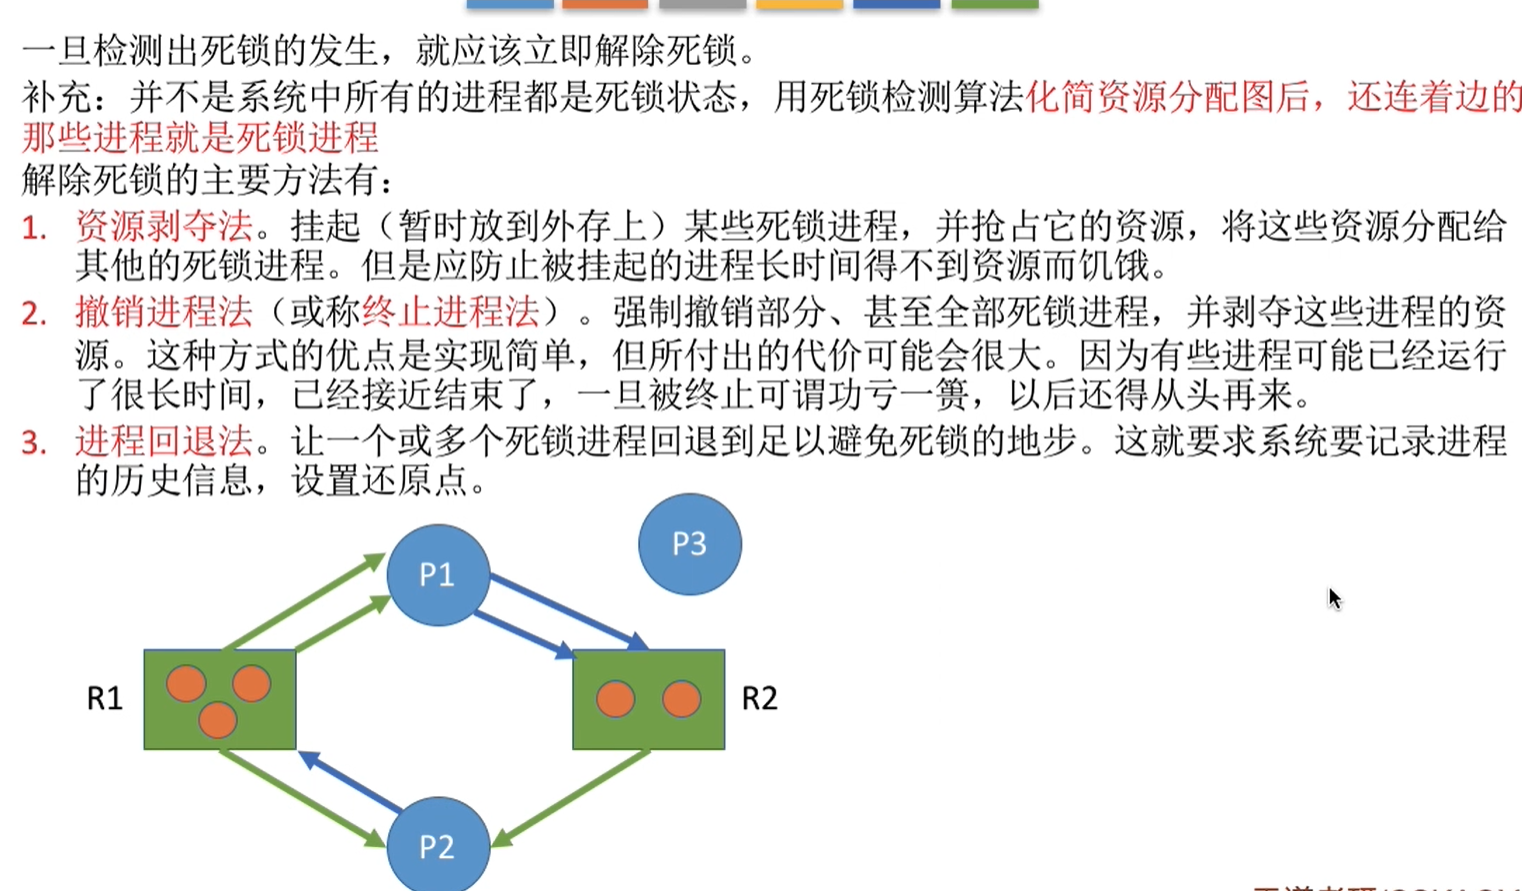 一旦检测出死锁的发生，就应该立即解除死锁。
补充：并不是系统中所有的进程都是死锁状态，用死锁检测算法化简资源分配图后，还连着边的
那些进程就是死锁进程
解除死锁的主要方法有：
1. 资源剥夺法。挂起（暂时放到外存上）某些死锁进程，并抢占它的资源，将这些资源分配给
其他的死锁进程。但是应防止被挂起的进程长时间得不到资源而饥饿。
2. 撤销进程法（或称终止进程法）。强制撤销部分、甚至全部死锁进程，并剥夺这些进程的资
源。这种方式的优点是实现简单，但所付出的代价可能会很大。因为有些进程可能已经运行
了很长时间，已经接近结束了，一旦被终止可谓功亏一篑，以后还得从头再来。
3. 进程回退法。让一个或多个死锁进程回退到足以避免死锁的地步。这就要求系统要记录进程
的历史信息，设置还原点。
P3
P1
R1
R2
P2